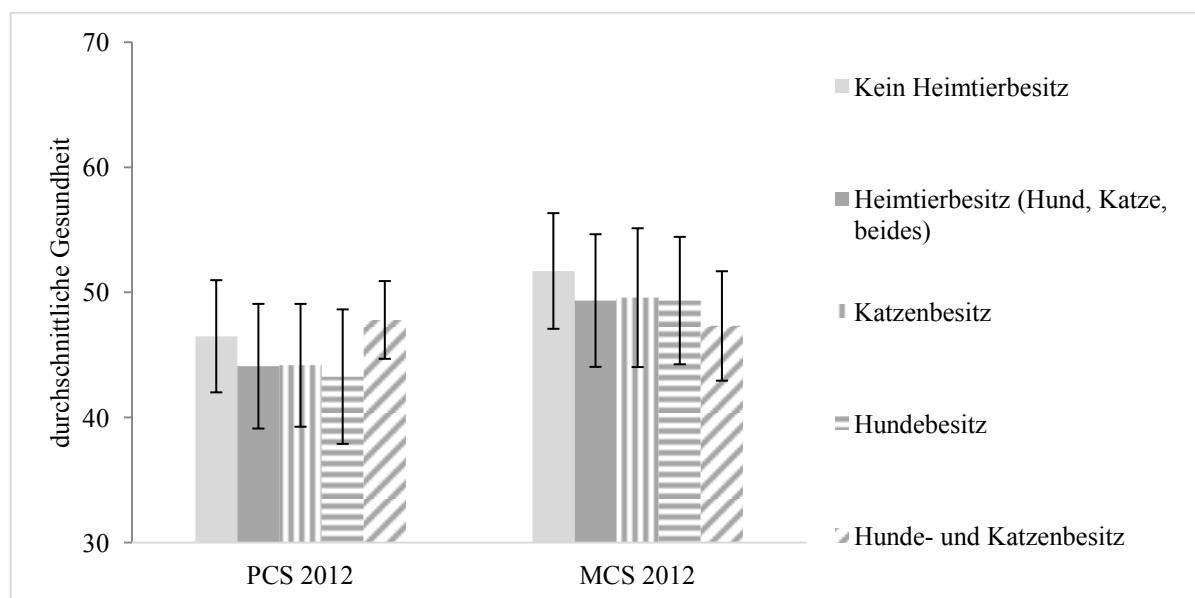 70
60
50
40
30
durchschnittliche Gesundheit
PCS 2012
MCS 2012
Kein Heimtierbesitz
Heimtierbesitz (Hund, Katze,
beides)
Katzenbesitz
Hundebesitz
Hunde- und Katzenbesitz